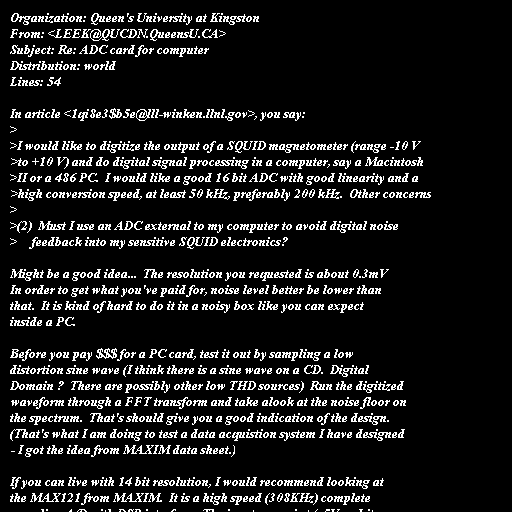 Organization: Queen's University at Kingston
From: <LEEK@QUCDN.QueensU.CA>
Subject: Re: ADC card for computer
Distribution: world
Lines: 54

In article <1qi8e3$b5e@lll-winken.llnl.gov>, you say:
>
>I would like to digitize the output of a SQUID magnetometer (range -10 V
>to +10 V) and do digital signal processing in a computer, say a Macintosh
>II or a 486 PC.  I would like a good 16 bit ADC with good linearity and a
>high conversion speed, at least 50 kHz, preferably 200 kHz.  Other concerns
>
>(2)  Must I use an ADC external to my computer to avoid digital noise
>    feedback into my sensitive SQUID electronics?

Might be a good idea...  The resolution you requested is about 0.3mV
In order to get what you've paid for, noise level better be lower than
that.  It is kind of hard to do it in a noisy box like you can expect
inside a PC.

Before you pay $$$ for a PC card, test it out by sampling a low
distortion sine wave (I think there is a sine wave on a CD.  Digital
Domain ?  There are possibly other low THD sources)  Run the digitized
waveform through a FFT transform and take alook at the noise floor on
the spectrum.  That's should give you a good indication of the design.
(That's what I am doing to test a data acquistion system I have designed
- I got the idea from MAXIM data sheet.)

If you can live with 14 bit resolution, I would recommend looking at
the MAX121 from MAXIM.  It is a high speed (308KHz) complete